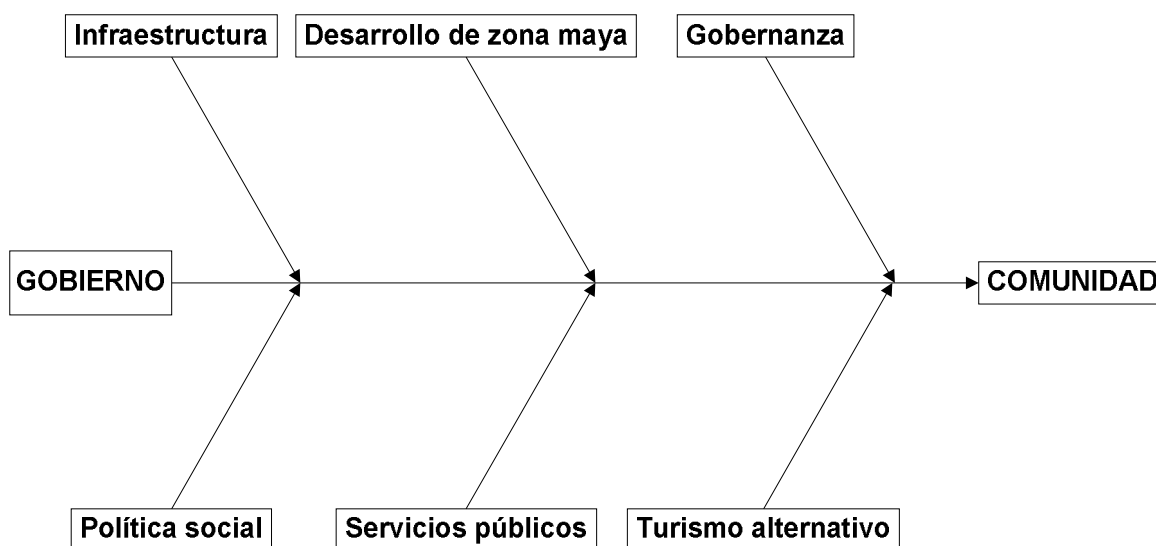 Infraestructura
Desarrollo de zona maya
Gobernanza
GOBIERNO
COMUNIDAD
Política social
Servicios públicos
Turismo alternativo